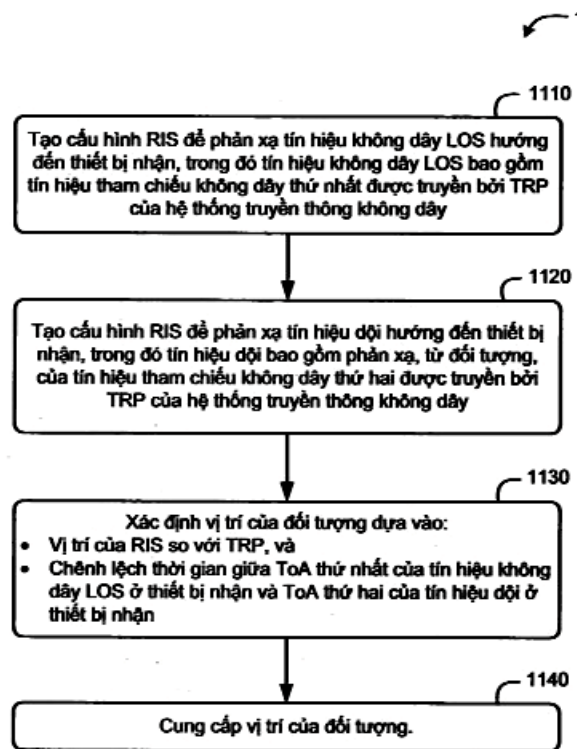 1110
Tạo cấu hình RIS để phản xạ tín hiệu không dây LOS hướng
đến thiết bị nhận, trong đó tín hiệu không dây LOS bao gồm
tín hiệu tham chiếu không dây thứ nhất được truyền bởi TRP
của hệ thống truyền thông không dây
1120
Tạo cấu hình RIS để phản xạ tín hiệu dội hướng đến thiết bị
nhận, trong đó tín hiệu dội bao gồm phản xạ, từ đối tượng,
của tín hiệu tham chiếu không dây thứ hai được truyền bởi
TRP của hệ thống truyền thông không dây
1130
Xác định vị trí của đối tượng dựa vào:
• Vị trí của RIS so với TRP, và
• Chênh lệch thời gian giữa ToA thứ nhất của tín hiệu không
dây LOS ở thiết bị nhận và ToA thứ hai của tín hiệu dội ở
thiết bị nhận
1140
Cung cấp vị trí của đối tượng.